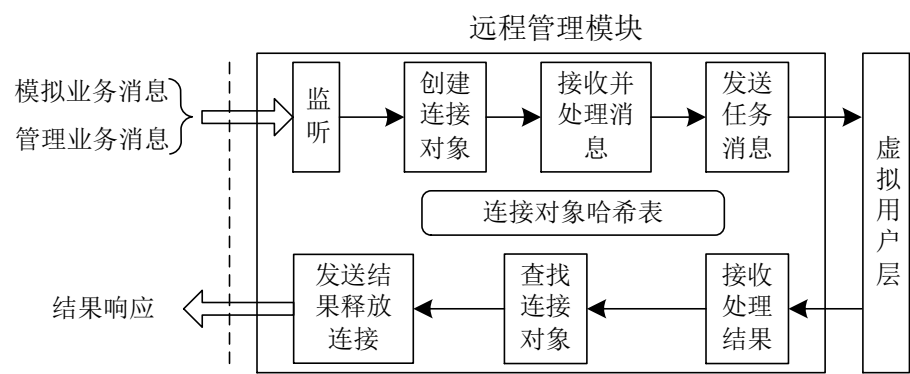 远程管理模块
模拟业务消息
管理业务消息
监
听
创建
连接
对象
接收并
处理消
息
发送
任务
消息
虚
拟
用
户
层
连接对象哈希表
结果响应
发送结
果释放
连接
查找
连接
对象
接收
处理
结果